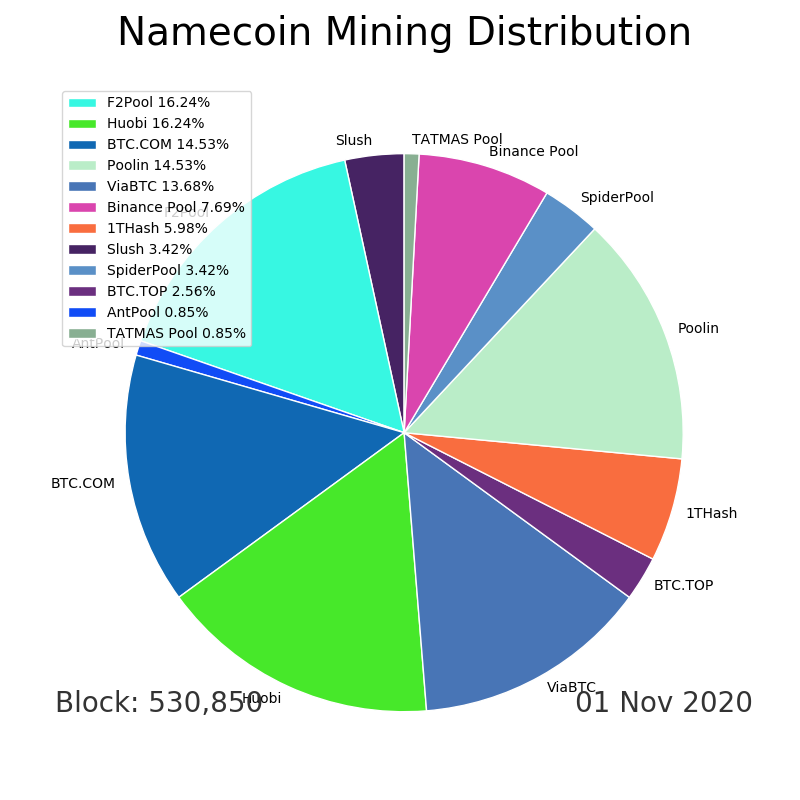 Namecoin Mining Distribution
F2Pool 16.24%
Huobi 16.24%
BTC.COM 14.53%
Poolin 14.53%
ViaBTC 13.68%
Binance Pool 7.69%
1THash 5.98%
Slush 3.42%
SpiderPool 3.42%
BTC.TOP 2.56%
AntPool 0.85%
TATMAS Pool 0.85%
Slush
TATMAS Pool
Binance Pool
SpiderPool
F2Pool
Poolin
AntPool
BTC.COM
1THash
BTC.TOP
ViaBTC
Huobi
Block: 530,850
01 Nov 2020